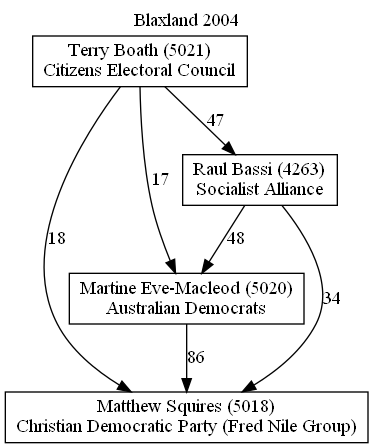 Blaxland 2004
Terry Boath (5021)
Citizens Electoral Council
47
Raul Bassi (4263)
Socialist Alliance
17
18
48
34
Martine Eve-Macleod (5020)
Australian Democrats
86
Matthew Squires (5018)
Christian Democratic Party (Fred Nile Group)